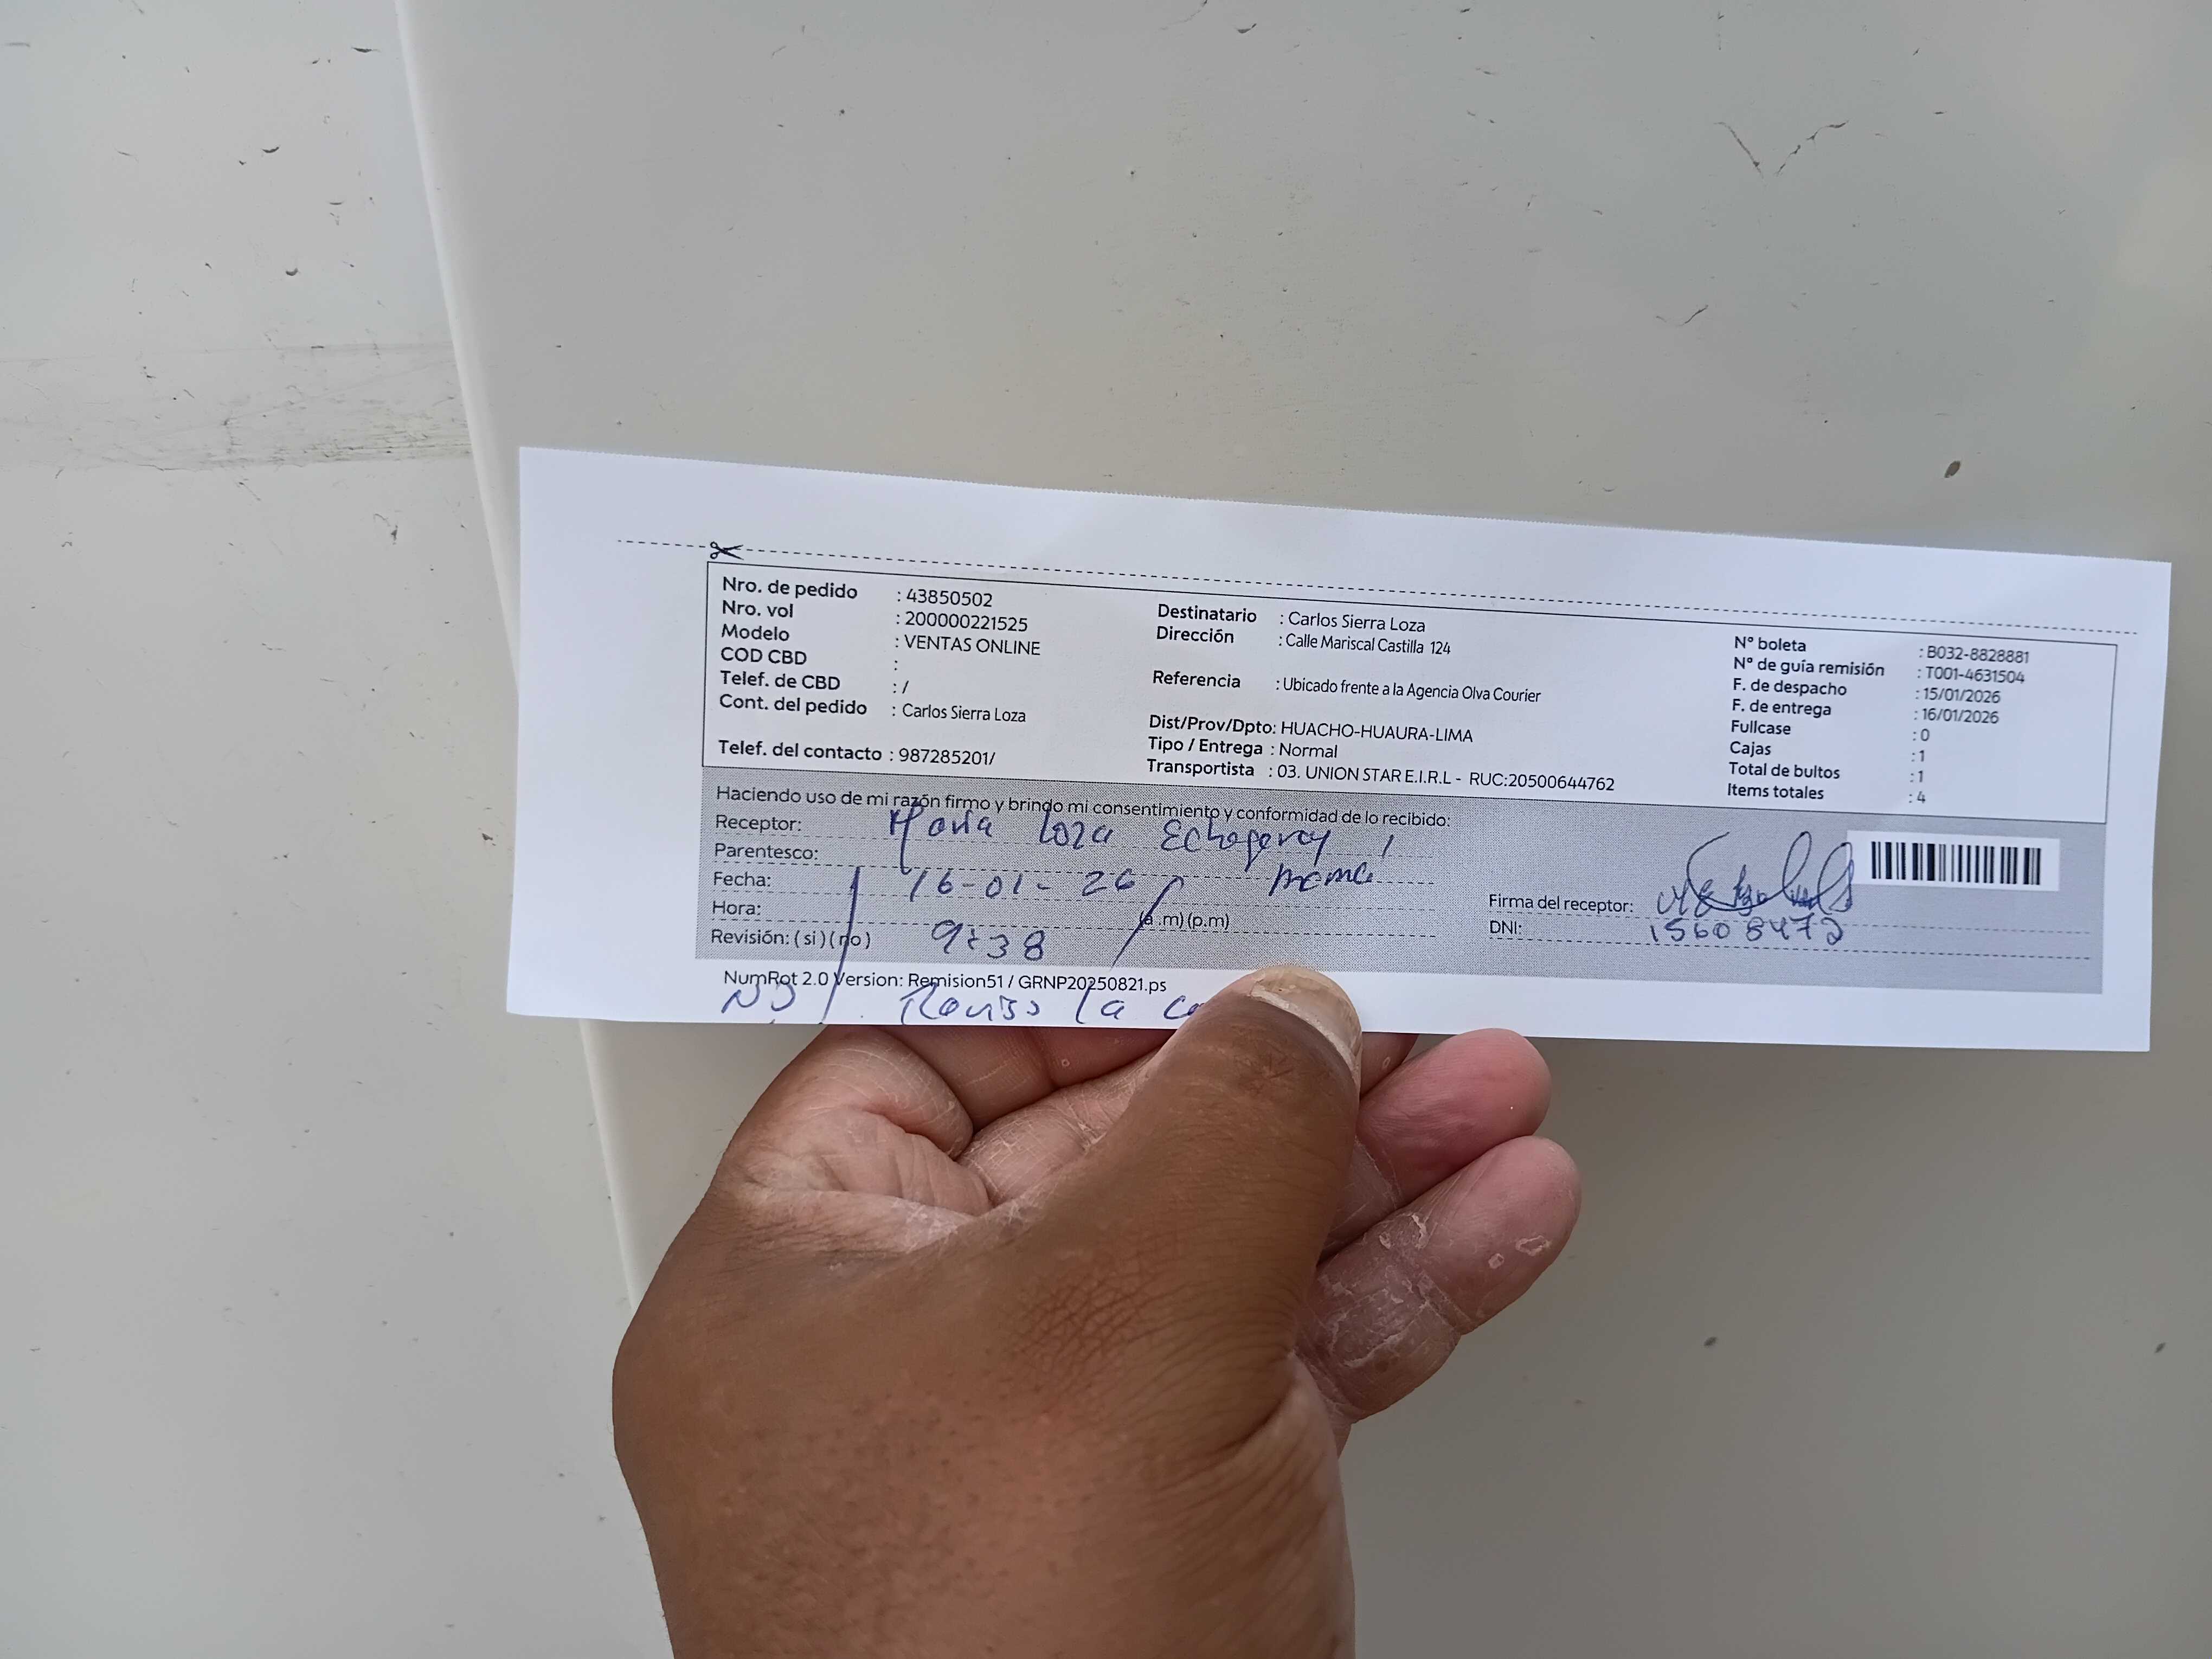 Nro. de pedido : 43850502
Nro. vol : 200000221525
Modelo : VENTAS ONLINE
COD CBD :
Telef. de CBD : /
Cont. del pedido : Carlos Sierra Loza
Telef. del contacto : 987285201/
Destinatario : Carlos Sierra Loza
Dirección : Calle Mariscal Castilla 124
Referencia : Ubicado frente a la Agencia Olva Courier
Dist/Prov/Dpto: HUACHO-HUAURA-LIMA
Tipo / Entrega : Normal
Transportista : 03. UNION STAR E.I.R.L - RUC:20500644762
N° boleta : B032-8828881
N° de guía remisión : T001-4631504
F. de despacho : 15/01/2026
F. de entrega : 16/01/2026
Fullcase : 0
Cajas : 1
Total de bultos : 1
Items totales : 4
Haciendo uso de mi razón firmo y brindo mi consentimiento y conformidad de lo recibido:
Receptor: Maria Loza Echegaray /
Parentesco: mama
Fecha: 16-01-26
Hora: 9:38 (a.m) (p.m)
Revisión: (si) (no)
Firma del receptor:
DNI: 15608472
NumRot 2.0 Version: Remision51 / GRNP20250821.ps
NO Reviso la